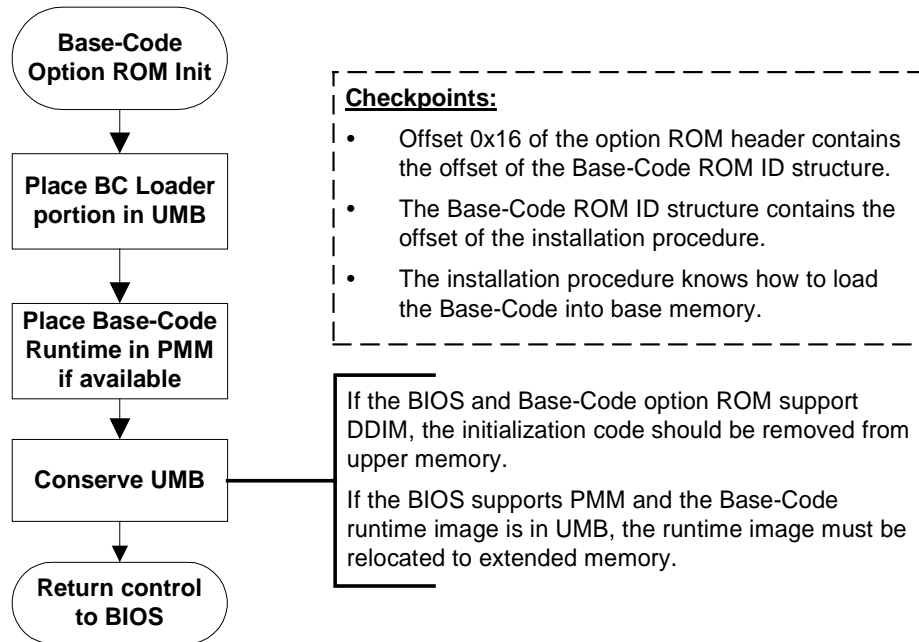 Base-Code
Option ROM Init
Place BC Loader
portion in UMB
Place Base-Code
Runtime in PMM
if available
Conserve UMB
Return control
to BIOS
Checkpoints:
• Offset 0x16 of the option ROM header contains
the offset of the Base-Code ROM ID structure.
• The Base-Code ROM ID structure contains the
offset of the installation procedure.
• The installation procedure knows how to load
the Base-Code into base memory.
If the BIOS and Base-Code option ROM support
DDIM, the initialization code should be removed from
upper memory.
If the BIOS supports PMM and the Base-Code
runtime image is in UMB, the runtime image must be
relocated to extended memory.